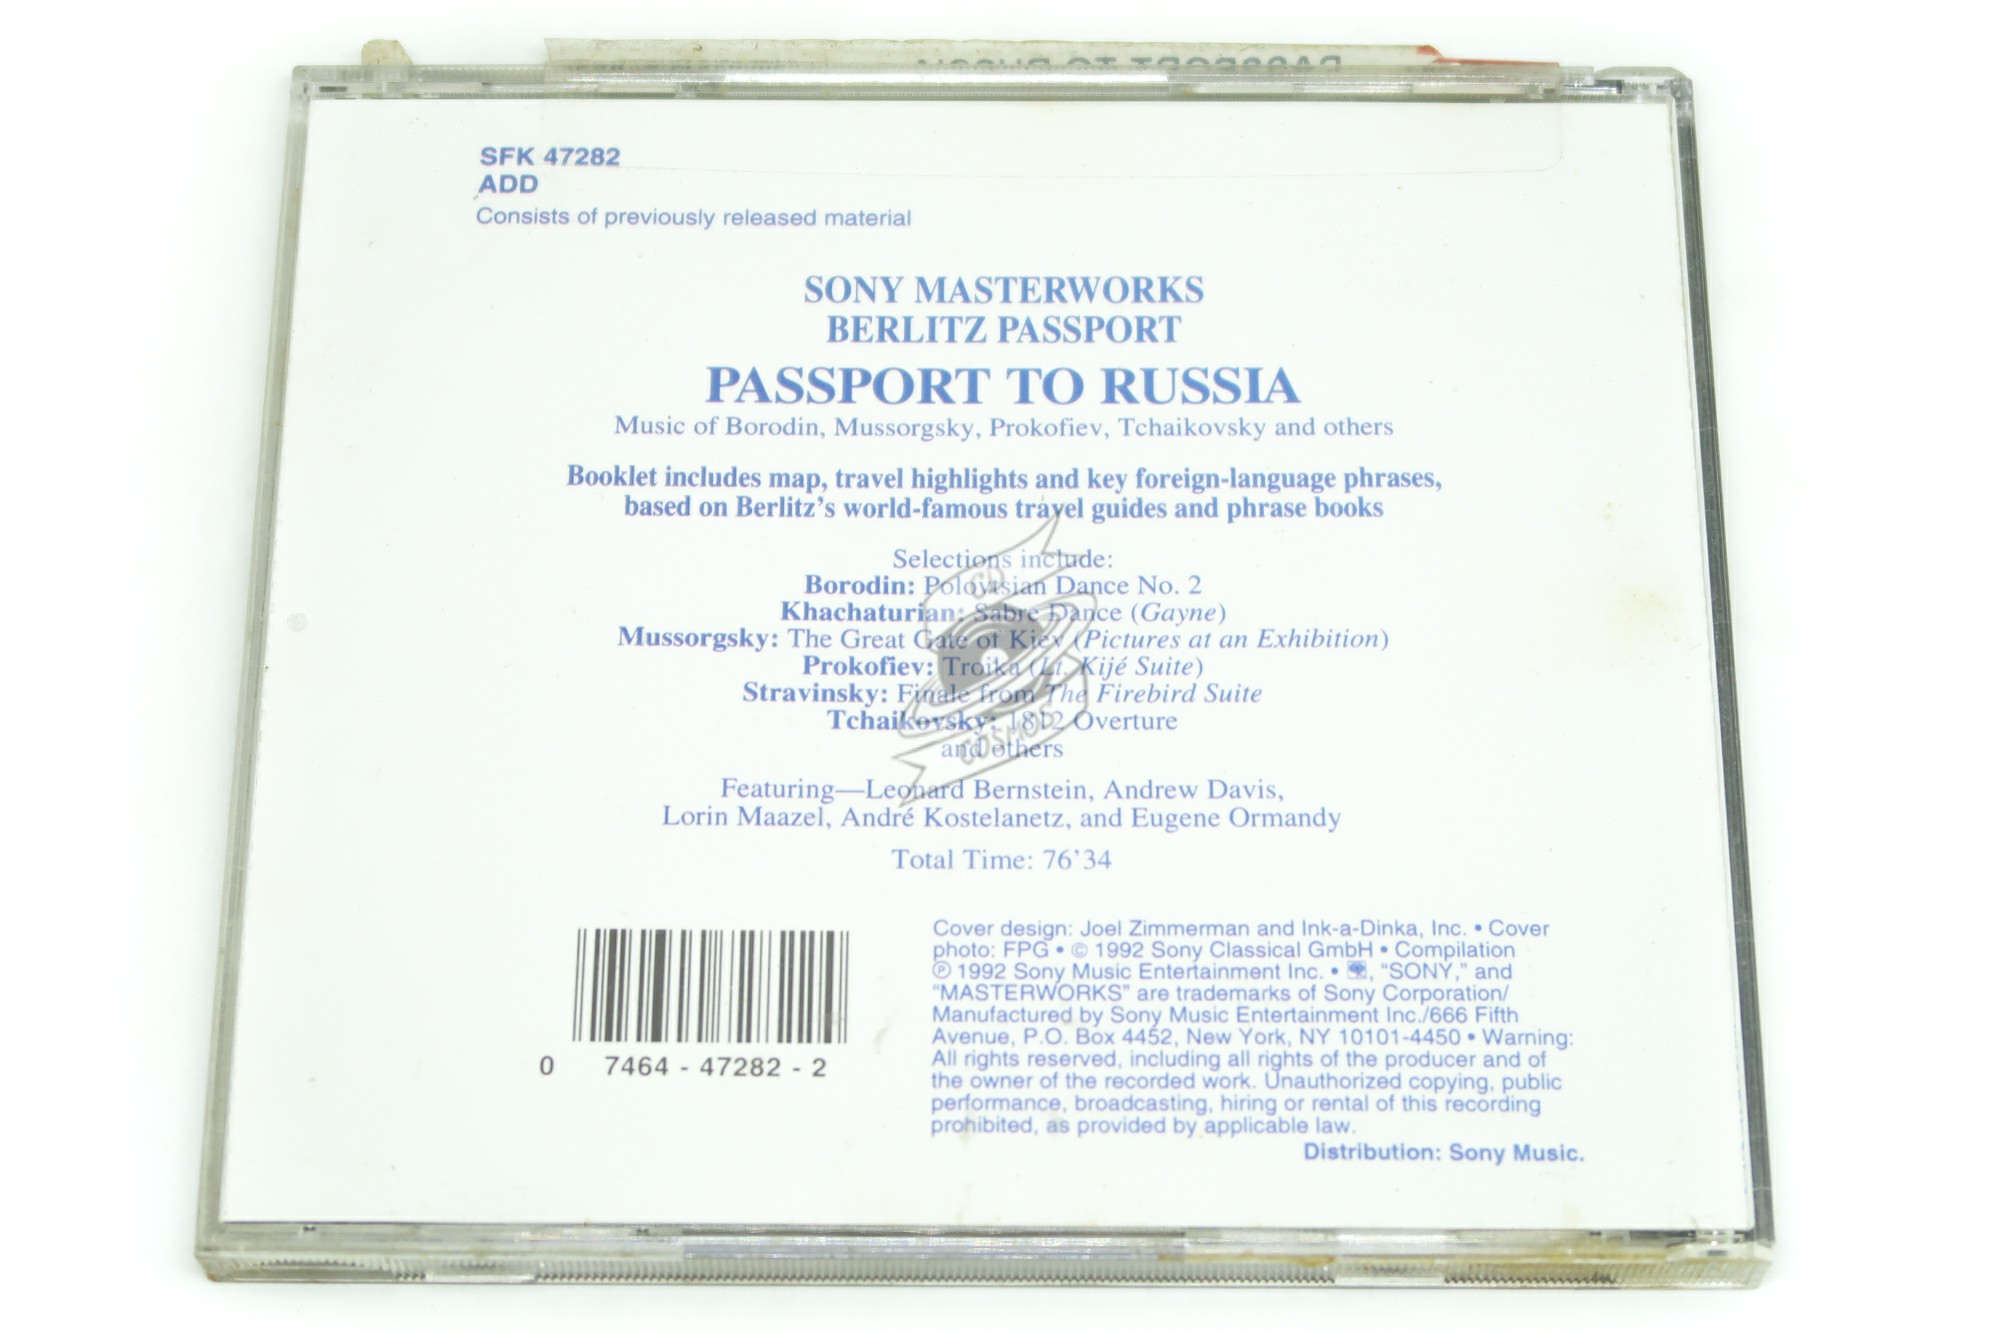 PASSPORT TO RUSSIA
SFK 47282
ADD
Consists of previously released material
SONY MASTERWORKS
BERLITZ PASSPORT
PASSPORT TO RUSSIA
Music of Borodin, Mussorgsky, Prokofiev, Tchaikovsky and others
Booklet includes map, travel highlights and key foreign-language phrases,
based on Berlitz's world-famous travel guides and phrase books
Selections include:
Borodin: Polovtsian Dance No. 2
Khachaturian: Sabre Dance (Gayne)
Mussorgsky: The Great Gate of Kiev (Pictures at an Exhibition)
Prokofiev: Troika (Lt. Kijé Suite)
Stravinsky: Finale from The Firebird Suite
Tchaikovsky: 1812 Overture
and others
CD
COSMOS
Featuring—Leonard Bernstein, Andrew Davis,
Lorin Maazel, André Kostelanetz, and Eugene Ormandy
Total Time: 76'34
0 7464 - 47282 - 2
Cover design: Joel Zimmerman and Ink-a-Dinka, Inc. • Cover
photo: FPG • © 1992 Sony Classical GmbH • Compilation
℗ 1992 Sony Music Entertainment Inc. • , "SONY," and
"MASTERWORKS" are trademarks of Sony Corporation/
Manufactured by Sony Music Entertainment Inc./666 Fifth
Avenue, P.O. Box 4452, New York, NY 10101-4450 • Warning:
All rights reserved, including all rights of the producer and of
the owner of the recorded work. Unauthorized copying, public
performance, broadcasting, hiring or rental of this recording
prohibited, as provided by applicable law.
Distribution: Sony Music.